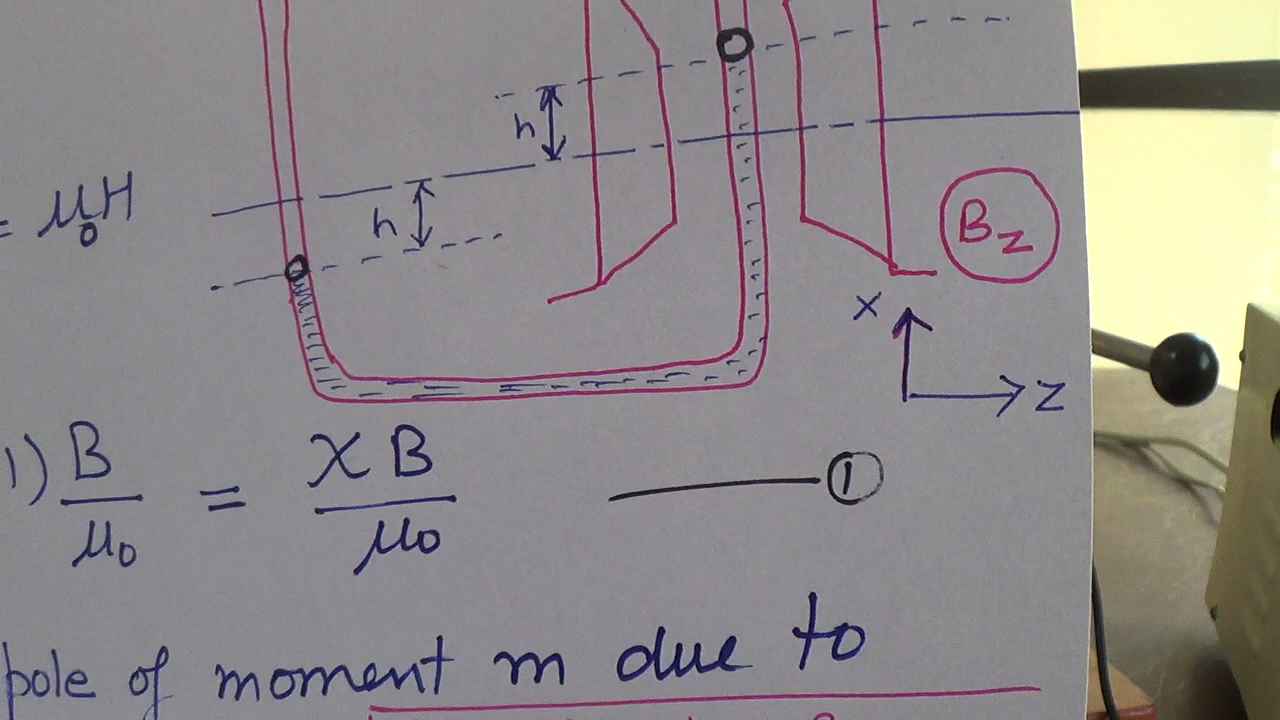 h
= μ₀H
h
B_z
X
Z
1) B/μ₀ = χB/μ₀ ——— ①
pole of moment m due to